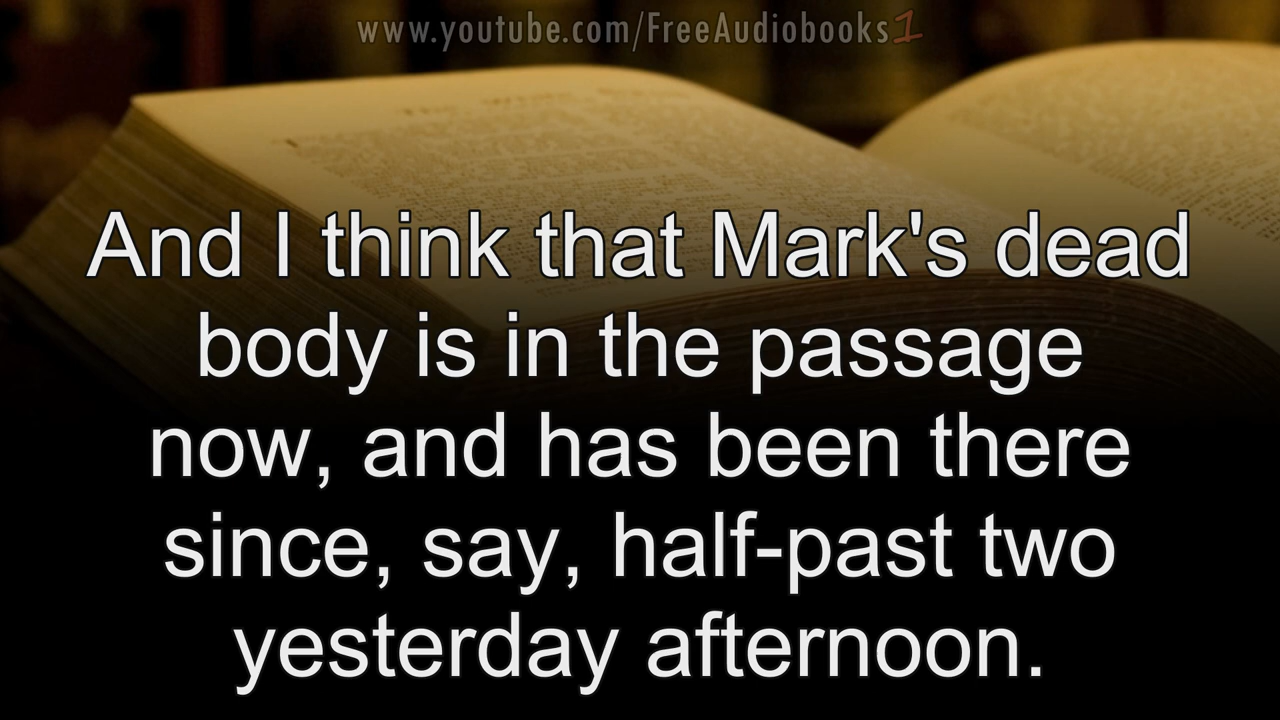 www.youtube.com/FreeAudiobooks1
And I think that Mark's dead
body is in the passage
now, and has been there
since, say, half-past two
yesterday afternoon.